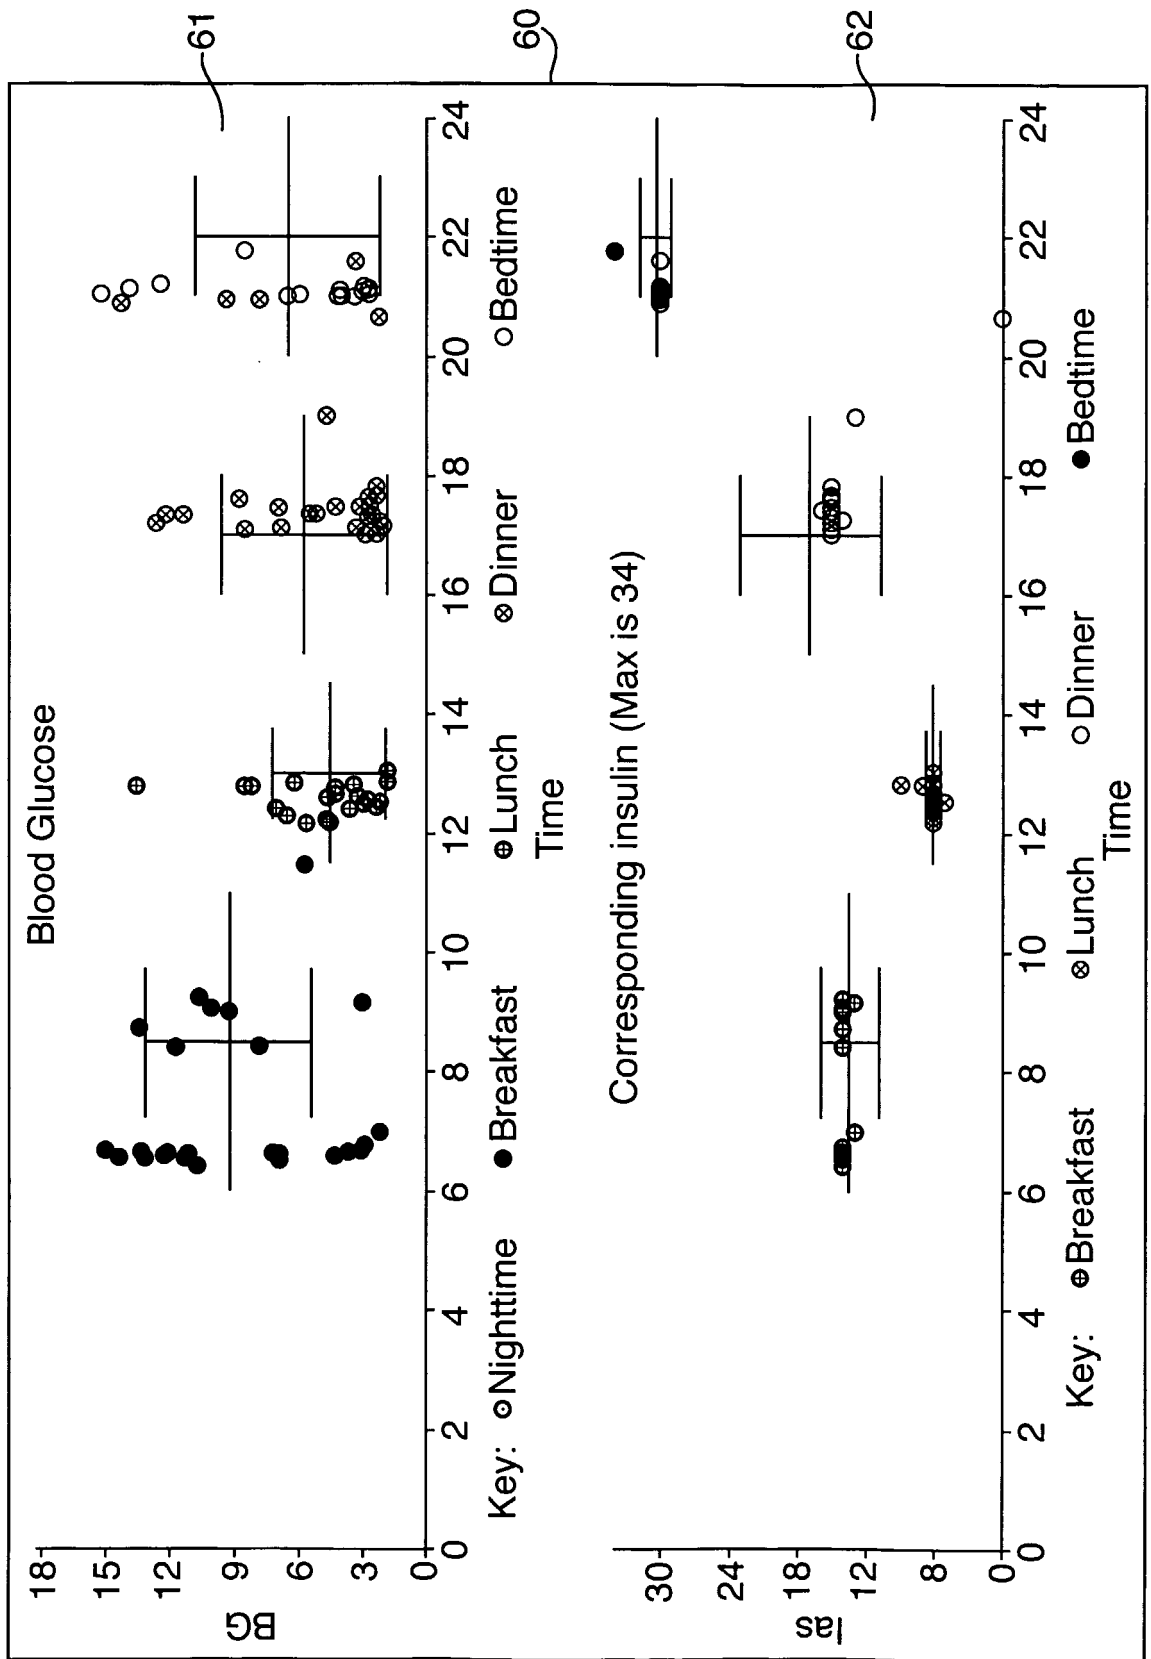 Blood Glucose
61
BG
18
15
12
9
6
3
0
0 2 4 6 8 10 12 14 16 18 20 22 24
Key: Nighttime Breakfast Lunch Dinner Bedtime
Time
60
Corresponding insulin (Max is 34)
62
Ias
30
24
18
12
8
0
0 2 4 6 8 10 12 14 16 18 20 22 24
Key: Breakfast Lunch Dinner Bedtime
Time